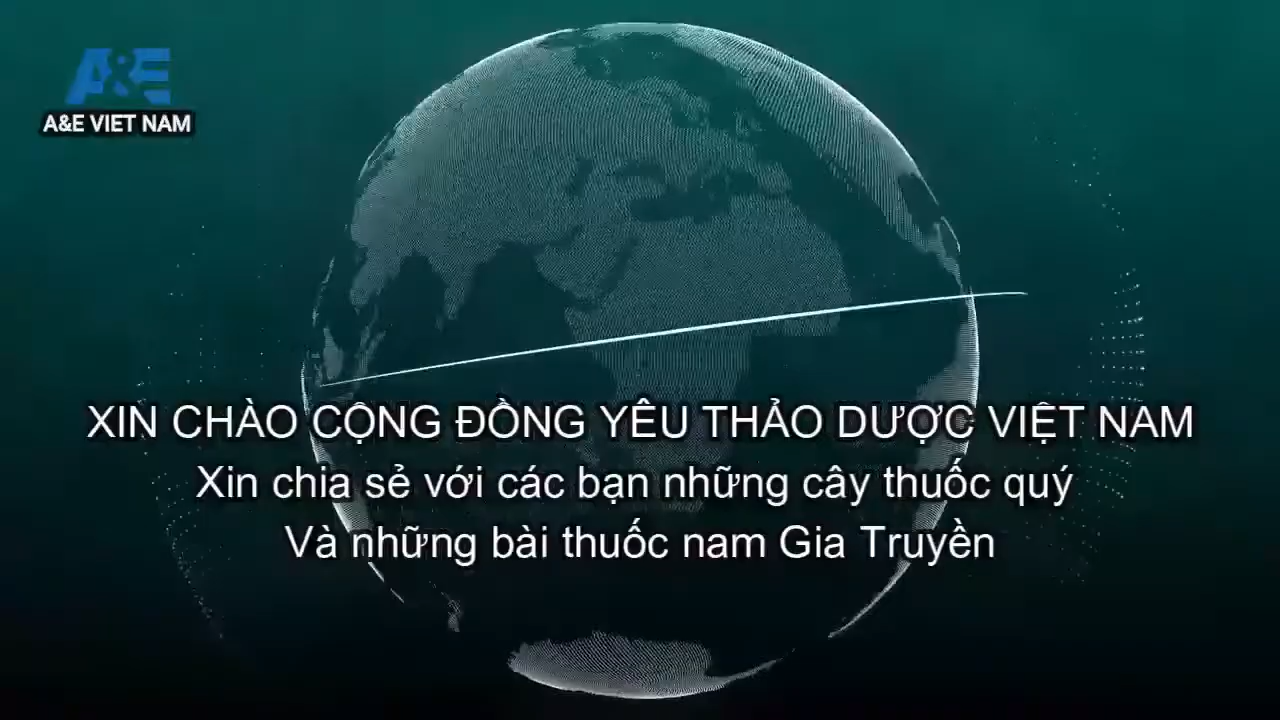 A&E
A&E VIET NAM
XIN CHÀO CỘNG ĐỒNG YÊU THẢO DƯỢC VIỆT NAM
Xin chia sẻ với các bạn những cây thuốc quý
Và những bài thuốc nam Gia Truyền